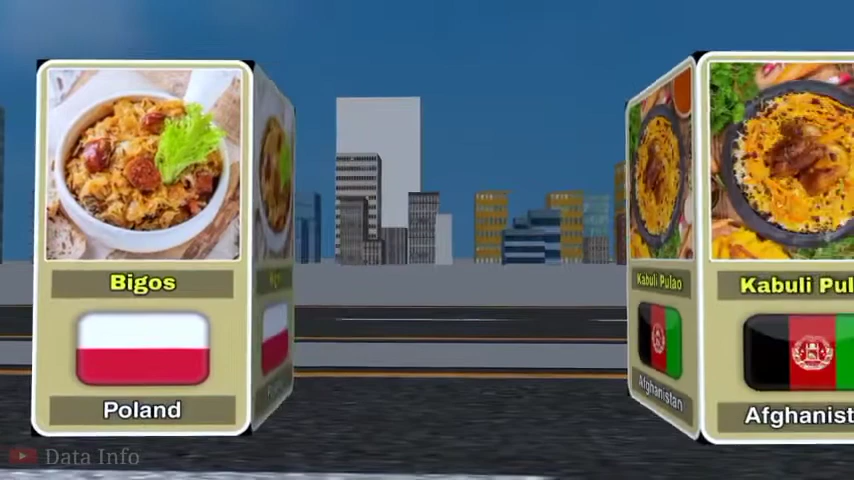 Bigos
Poland
Kabuli Pulao
Afghanistan
Kabuli Pul
Afghanist
Data Info